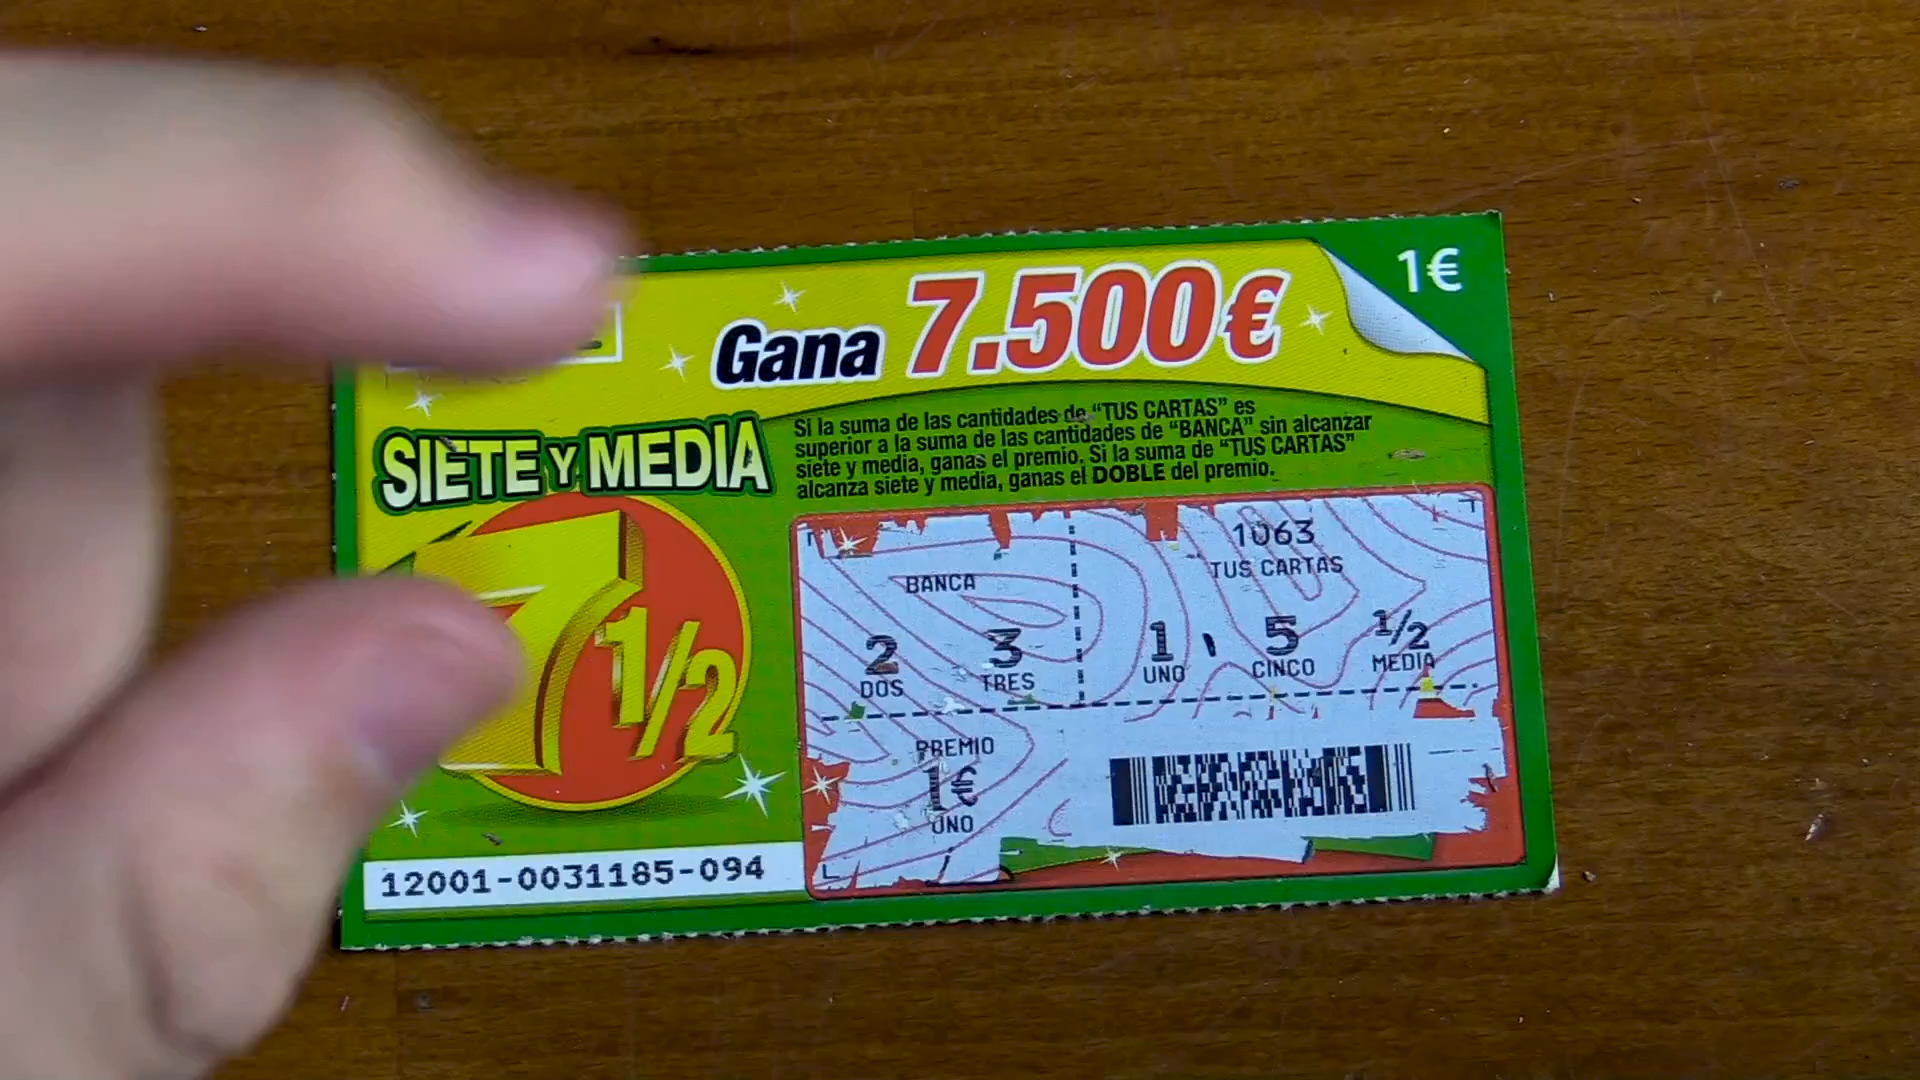 1€
Gana 7.500€
SIETE Y MEDIA
Si la suma de las cantidades de “TUS CARTAS” es
superior a la suma de las cantidades de “BANCA” sin alcanzar
siete y media, ganas el premio. Si la suma de “TUS CARTAS”
alcanza siete y media, ganas el DOBLE del premio.
7 1/2
1063
BANCA
TUS CARTAS
2 3 1 5 1/2
DOS TRES UNO CINCO MEDIA
PREMIO
1€
UNO
12001-0031185-094